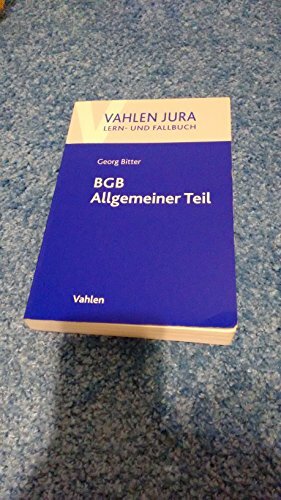 VAHLEN JURA
LERN- UND FALLBUCH
Georg Bitter
BGB
Allgemeiner Teil
Vahlen